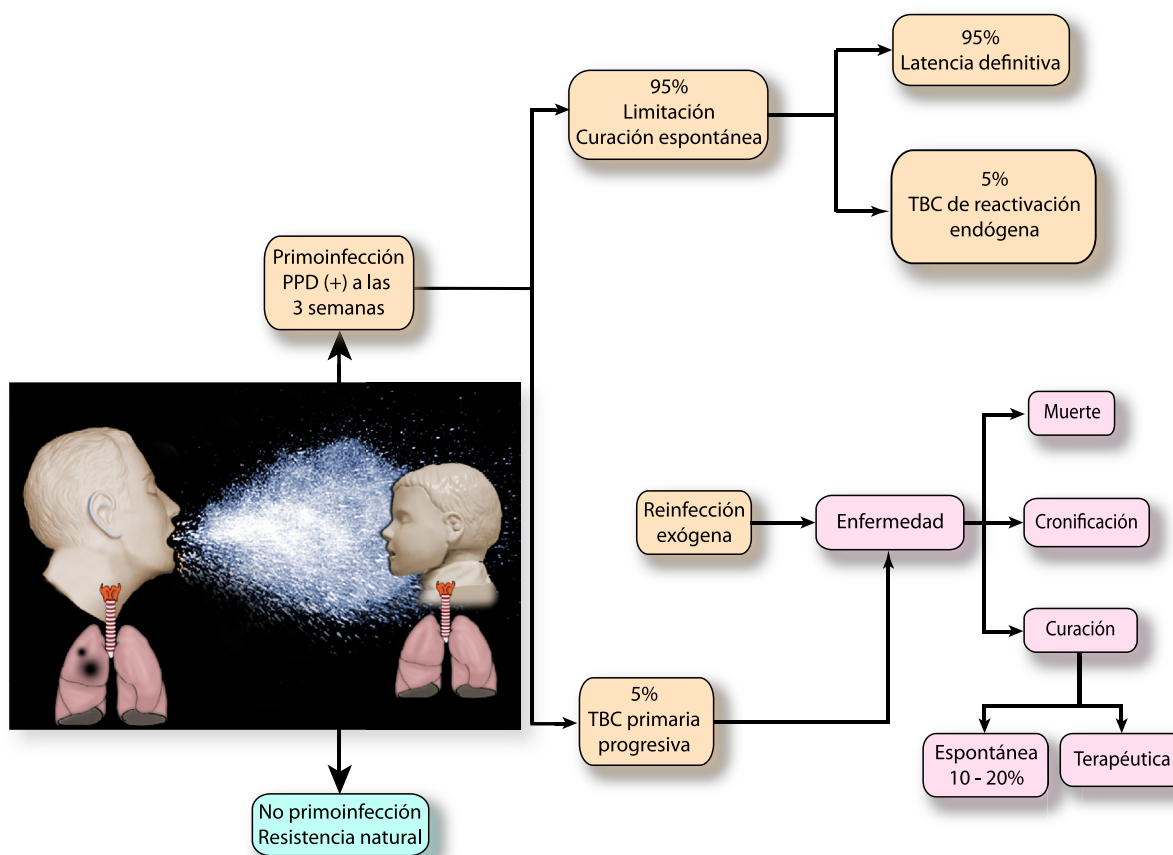 95%
Latencia definitiva
95%
Limitación
Curación espontánea
5%
TBC de reactivación
endógena
Primoinfección
PPD (+) a las
3 semanas
Muerte
Reinfección
exógena
Enfermedad
Cronificación
Curación
5%
TBC primaria
progresiva
Espontánea
10 - 20%
Terapéutica
No primoinfección
Resistencia natural